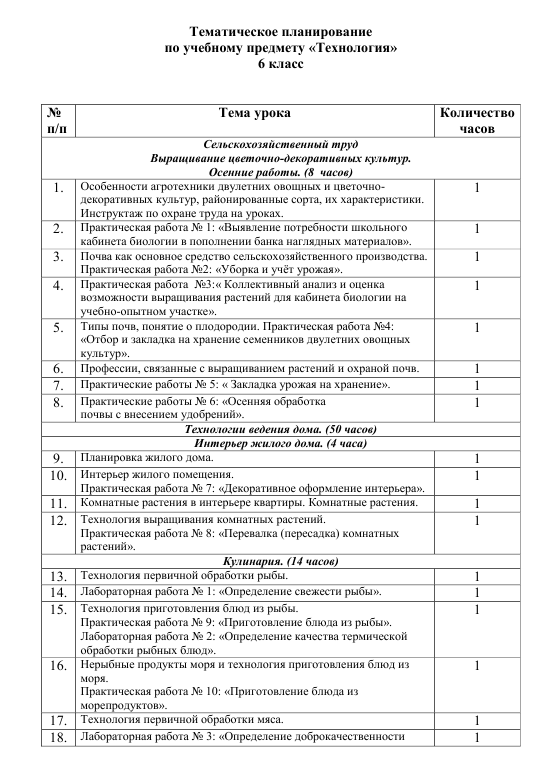 Тематическое планирование
по учебному предмету «Технология»
6 класс
№ Тема урока Количество
п/п часов
Сельскохозяйственный труд
Выращивание цветочно-декоративных культур.
Осенние работы. (8 часов)
1. Особенности агротехники двулетних овощных и цветочно- 1
декоративных культур, районированные сорта, их характеристики.
Инструктаж по охране труда на уроках.
2. Практическая работа № 1: «Выявление потребности школьного 1
кабинета биологии в пополнении банка наглядных материалов».
3. Почва как основное средство сельскохозяйственного производства. 1
Практическая работа №2: «Уборка и учёт урожая».
4. Практическая работа №3:« Коллективный анализ и оценка 1
возможности выращивания растений для кабинета биологии на
учебно-опытном участке».
5. Типы почв, понятие о плодородии. Практическая работа №4: 1
«Отбор и закладка на хранение семенников двулетних овощных
культур».
6. Профессии, связанные с выращиванием растений и охраной почв. 1
7. Практические работы № 5: « Закладка урожая на хранение». 1
8. Практические работы № 6: «Осенняя обработка 1
почвы с внесением удобрений».
Технологии ведения дома. (50 часов)
Интерьер жилого дома. (4 часа)
9. Планировка жилого дома. 1
10. Интерьер жилого помещения. 1
Практическая работа № 7: «Декоративное оформление интерьера».
11. Комнатные растения в интерьере квартиры. Комнатные растения. 1
12. Технология выращивания комнатных растений. 1
Практическая работа № 8: «Перевалка (пересадка) комнатных
растений».
Кулинария. (14 часов)
13. Технология первичной обработки рыбы. 1
14. Лабораторная работа № 1: «Определение свежести рыбы». 1
15. Технология приготовления блюд из рыбы. 1
Практическая работа № 9: «Приготовление блюда из рыбы».
Лабораторная работа № 2: «Определение качества термической
обработки рыбных блюд».
16. Нерыбные продукты моря и технология приготовления блюд из 1
моря.
Практическая работа № 10: «Приготовление блюда из
морепродуктов».
17. Технология первичной обработки мяса. 1
18. Лабораторная работа № 3: «Определение доброкачественности 1